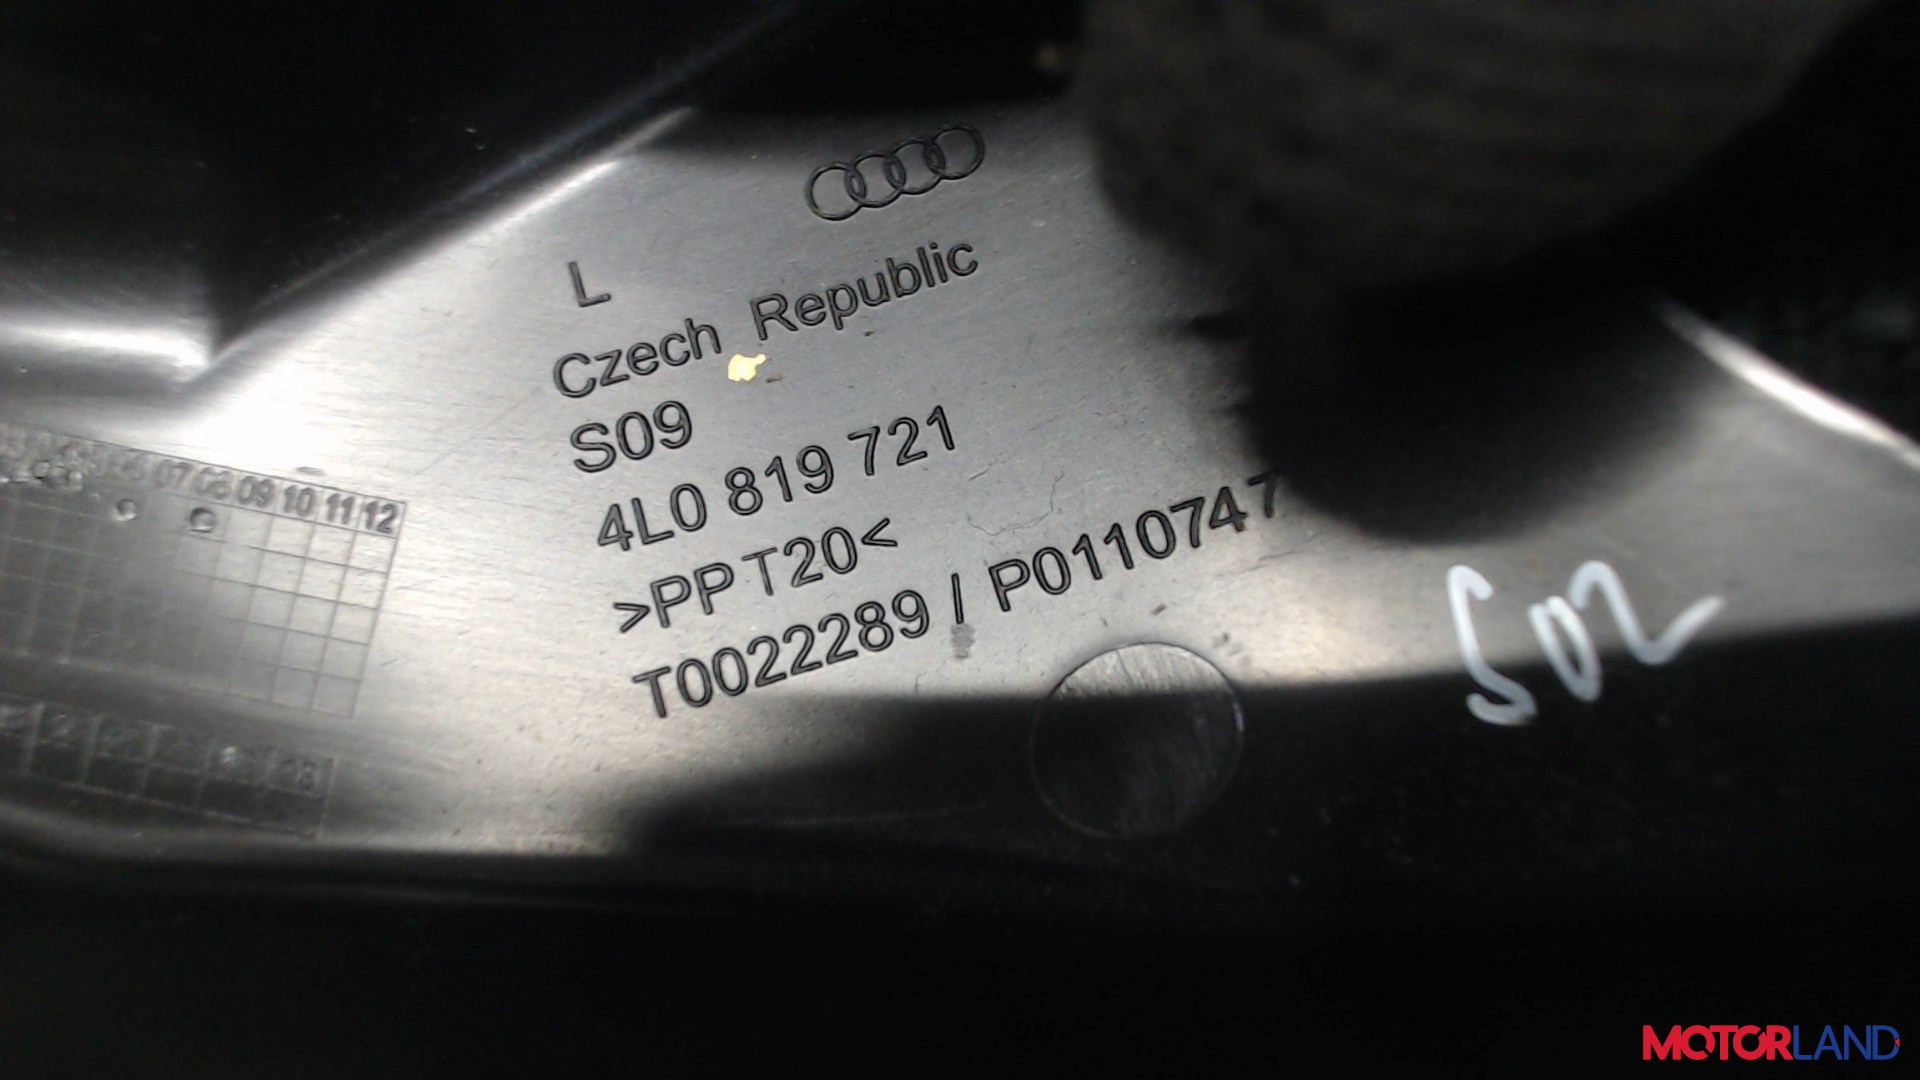 L
Czech Republic
S09
4L0 819 721
>PP T20<
T0022289 / P0110747
07 08 09 10 11 12
S02
MOTORLAND